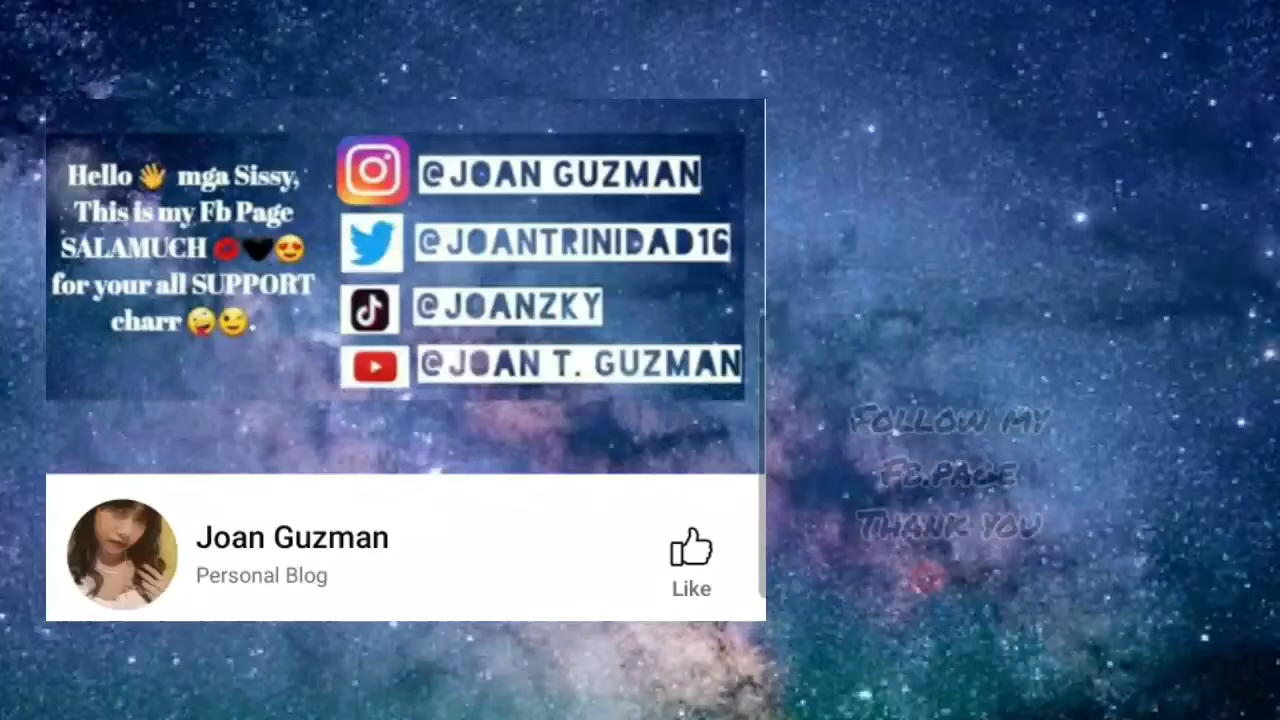 Hello 👋 mga Sissy,
This is my Fb Page
SALAMUCH 💋🖤😍
for your all SUPPORT
charr 🤪😉.
@JOAN GUZMAN
@JOANTRINIDAD16
@JOANZKY
@JOAN T. GUZMAN
Joan Guzman
Personal Blog
Like
Follow my
Fb.page
Thank you